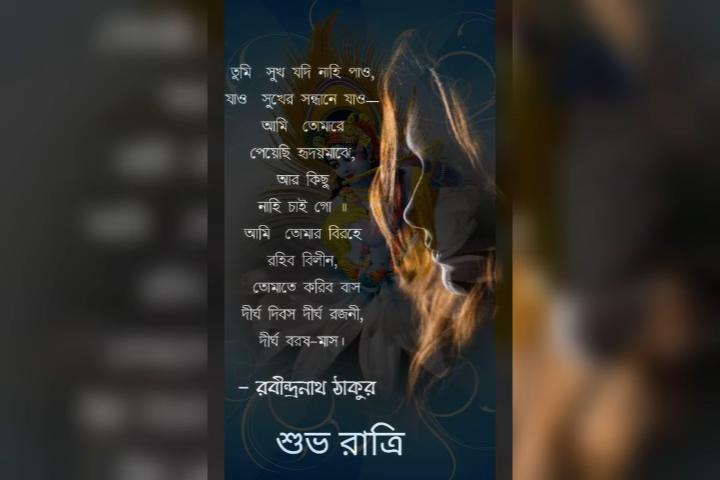 তুমি সুখ যদি নাহি পাও,
যাও সুখের সন্ধানে যাও—
আমি তোমারে
পেয়েছি হৃদয়মাঝে,
আর কিছু
নাহি চাই গো ॥
আমি তোমার বিরহে
রহিব বিলীন,
তোমাতে করিব বাস
দীর্ঘ দিবস দীর্ঘ রজনী,
দীর্ঘ বরষ-মাস।
- রবীন্দ্রনাথ ঠাকুর
শুভ রাত্রি